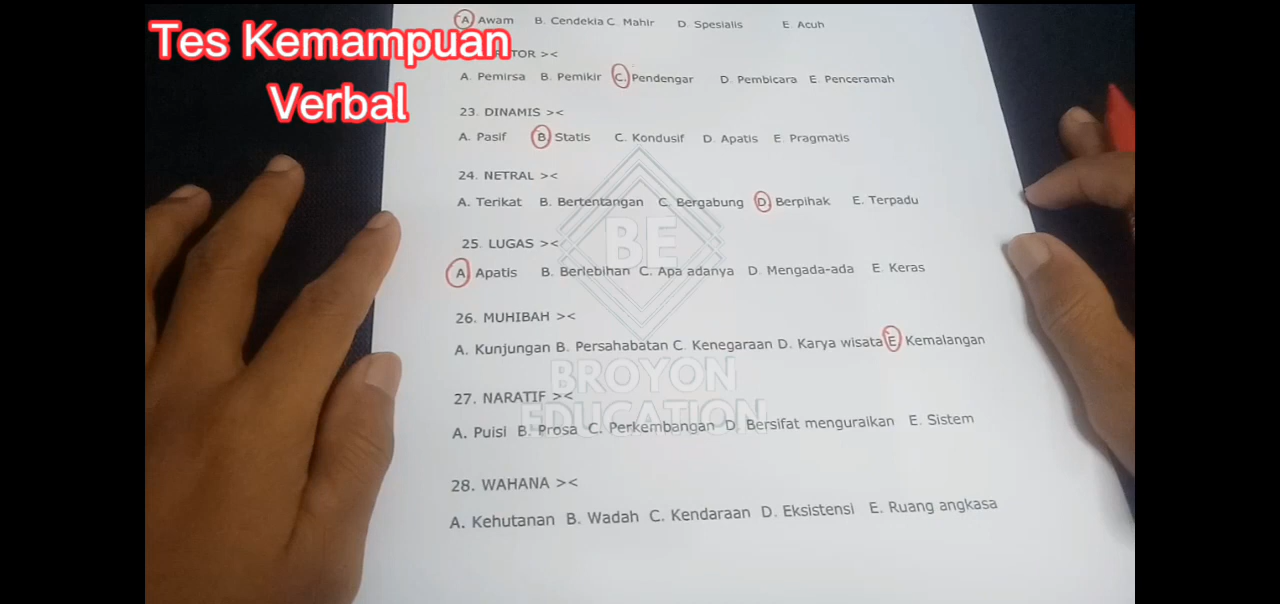 Tes Kemampuan
Verbal
A Awam B. Cendekia C. Mahir D. Spesialis E. Acuh
TOR ><
A. Pemirsa B. Pemikir C. Pendengar D. Pembicara E. Penceramah
23. DINAMIS ><
A. Pasif B Statis C. Kondusif D. Apatis E. Pragmatis
24. NETRAL ><
A. Terikat B. Bertentangan C. Bergabung D. Berpihak E. Terpadu
25. LUGAS ><
A Apatis B. Berlebihan C. Apa adanya D. Mengada-ada E. Keras
26. MUHIBAH ><
A. Kunjungan B. Persahabatan C. Kenegaraan D. Karya wisata E Kemalangan
27. NARATIF ><
A. Puisi B. Prosa C. Perkembangan D. Bersifat menguraikan E. Sistem
28. WAHANA ><
A. Kehutanan B. Wadah C. Kendaraan D. Eksistensi E. Ruang angkasa
BE
BROYON
EDUCATION